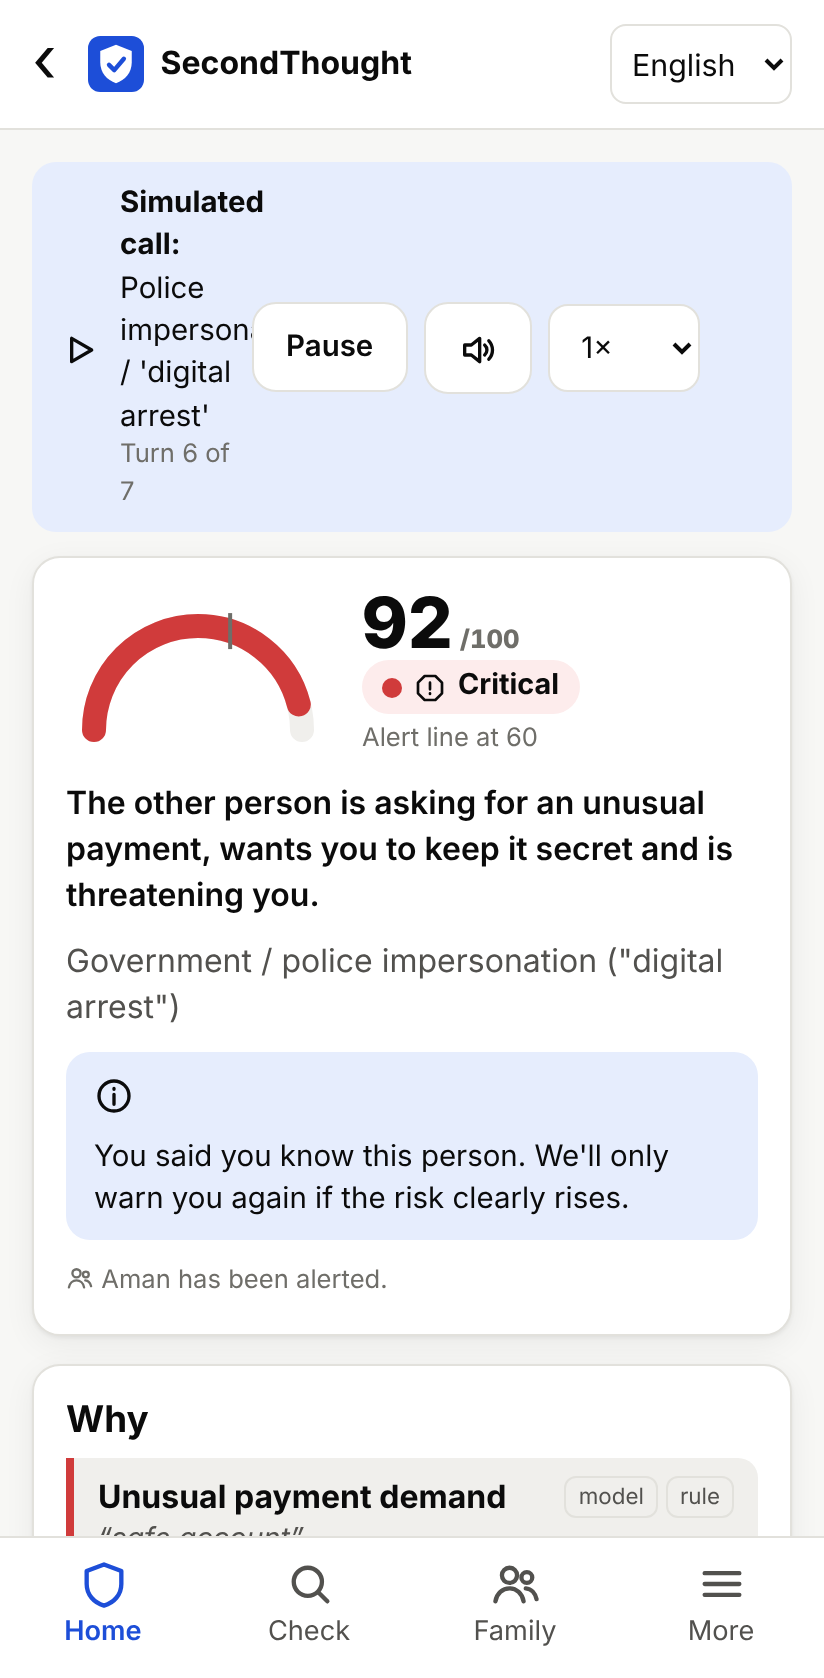 SecondThought
English
Simulated
call:
Police
/ 'digital
arrest'
Turn 6 of
7
Pause
1×
92 /100
Critical
Alert line at 60
The other person is asking for an unusual
payment, wants you to keep it secret and is
threatening you.
Government / police impersonation ("digital
arrest")
You said you know this person. We'll only
warn you again if the risk clearly rises.
Aman has been alerted.
Why
Unusual payment demand
model
rule
“safe account”
Home
Check
Family
More